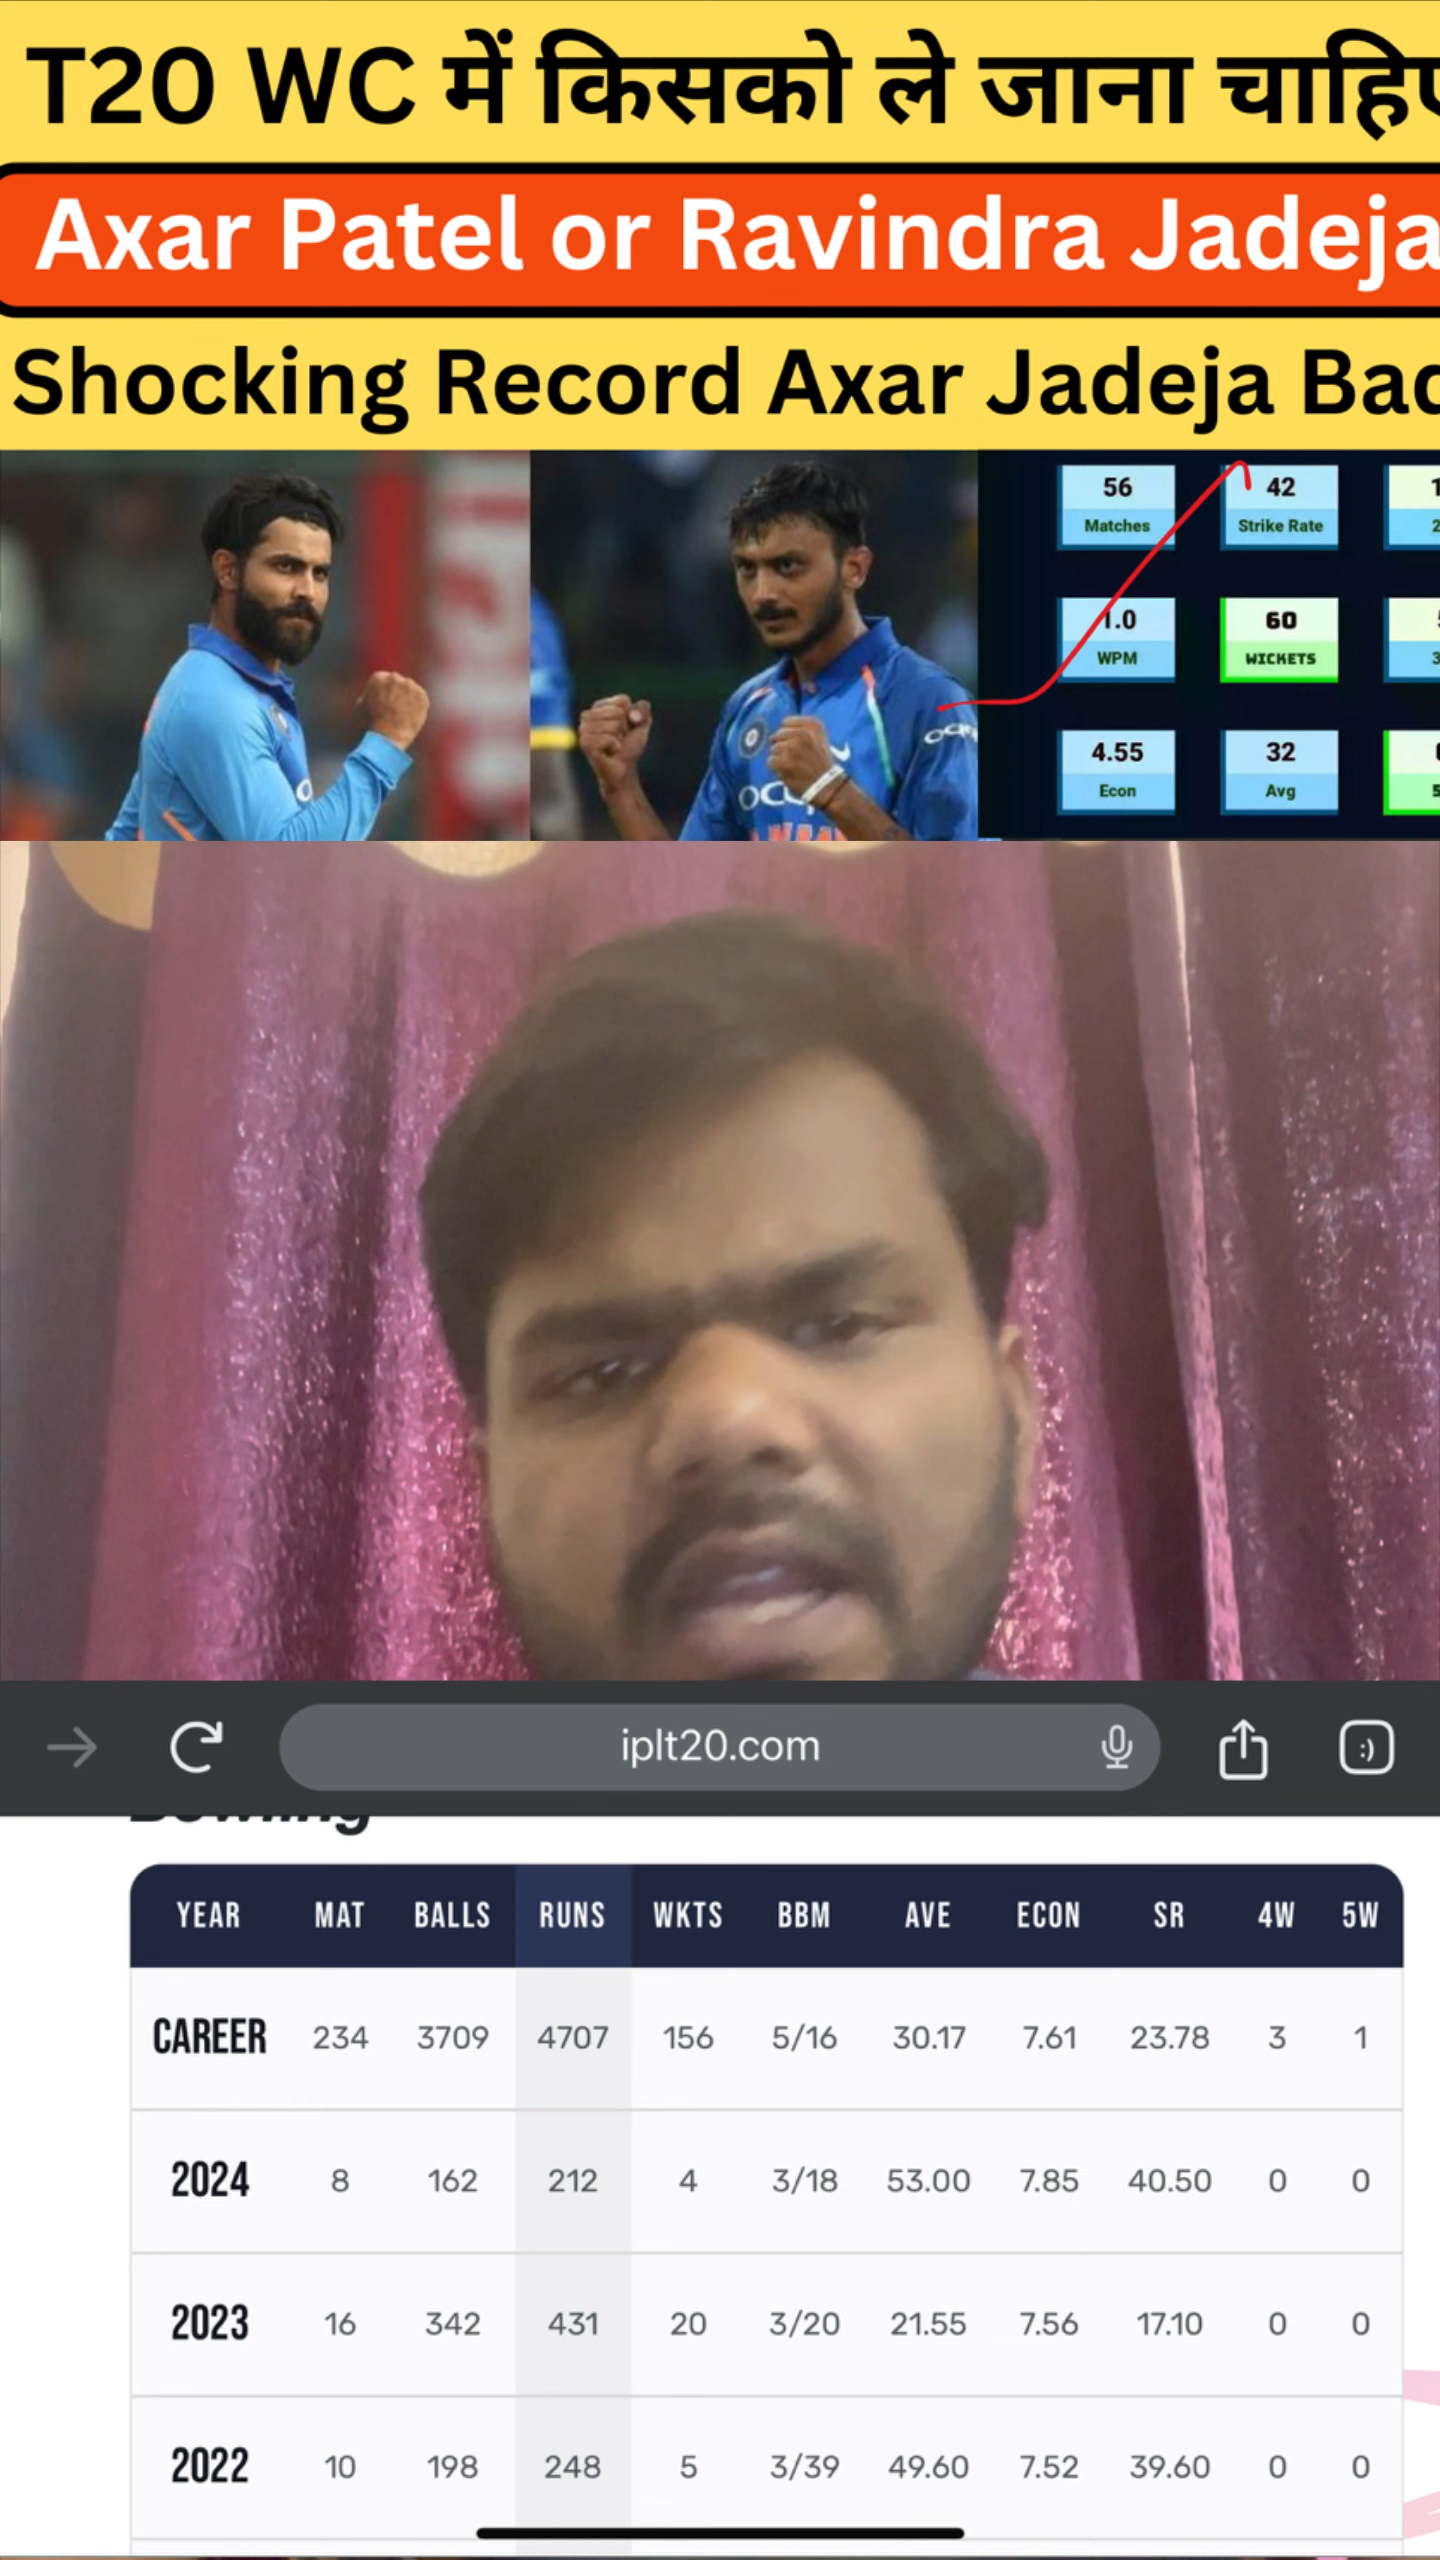 T20 WC में किसको ले जाना
Axar Patel or Ravindra Jadeja
Shocking Record Axar Jadeja
56 42
Matches Strike Rate
1.0 60
WPM WICKETS
4.55 32
Econ Avg
OCC
iplt20.com :)
Bowling
YEAR MAT BALLS RUNS WKTS BBM AVE ECON SR 4W 5W
CAREER 234 3709 4707 156 5/16 30.17 7.61 23.78 3 1
2024 8 162 212 4 3/18 53.00 7.85 40.50 0 0
2023 16 342 431 20 3/20 21.55 7.56 17.10 0 0
2022 10 198 248 5 3/39 49.60 7.52 39.60 0 0